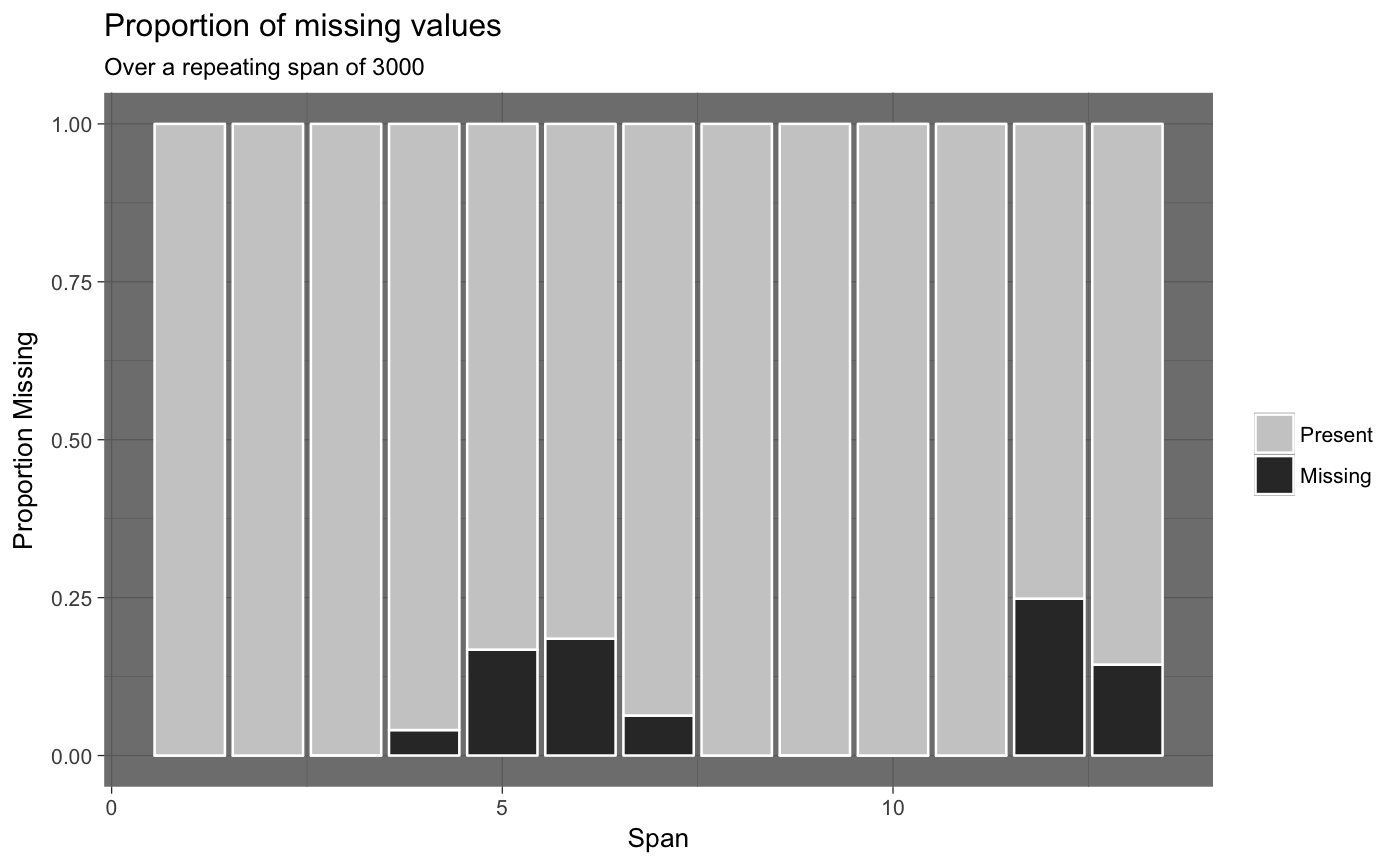 Proportion of missing values
Over a repeating span of 3000
1.00
0.75
0.50
0.25
0.00
Proportion Missing
0
5
10
Span
Present
Missing